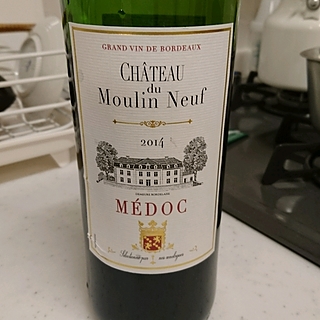 GRAND VIN DE BORDEAUX
CHÂTEAU
du
Moulin Neuf
2014
MÉDOC